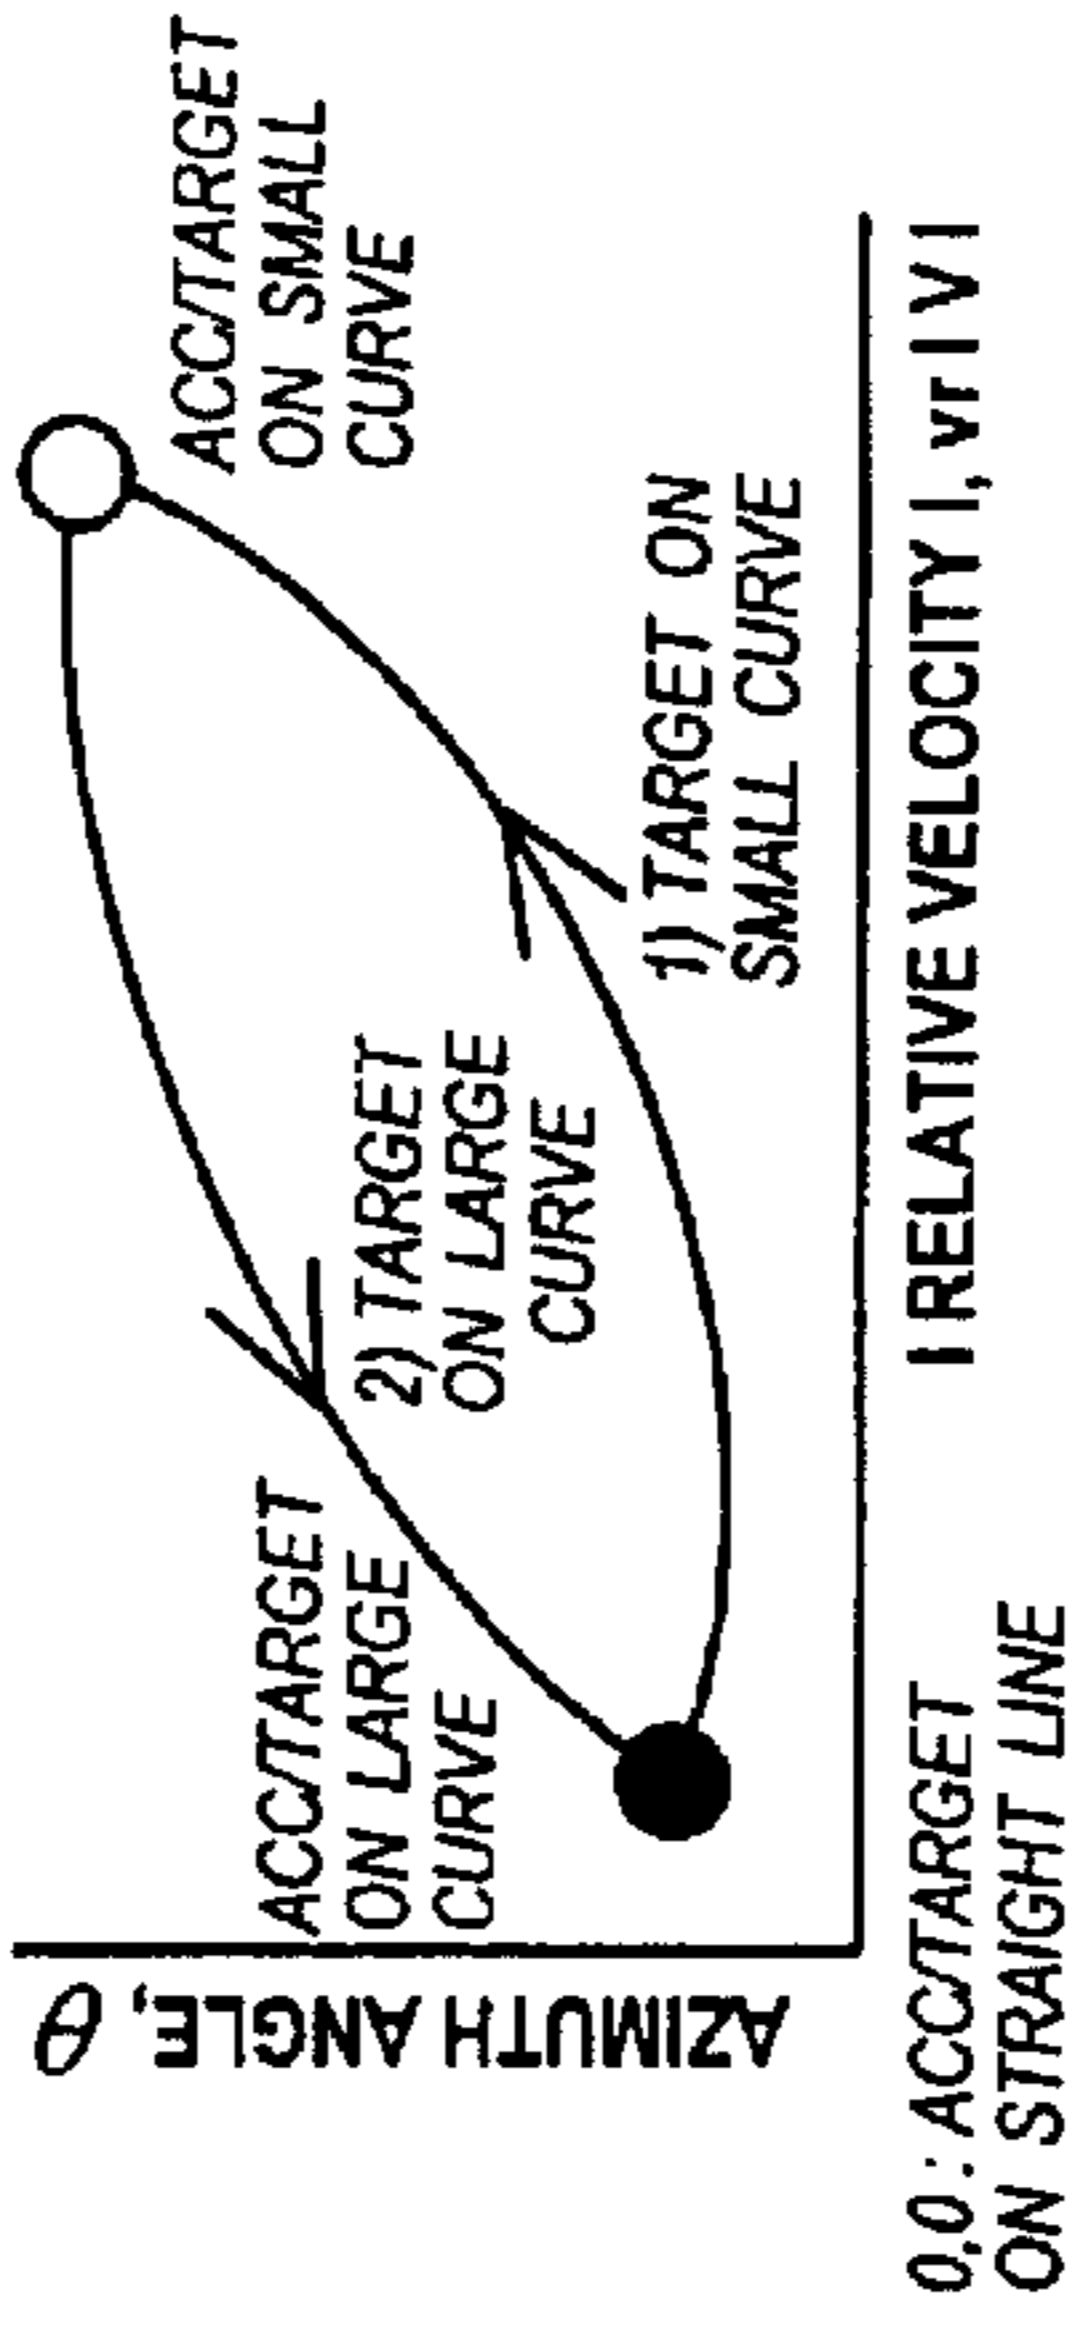 AZIMUTH ANGLE, θ
ACC/TARGET
ON SMALL
CURVE
ACC/TARGET
ON LARGE
CURVE
2) TARGET
ON LARGE
CURVE
1) TARGET ON
SMALL CURVE
0,0 : ACC/TARGET
ON STRAIGHT LINE
I RELATIVE VELOCITY I, vr I V I